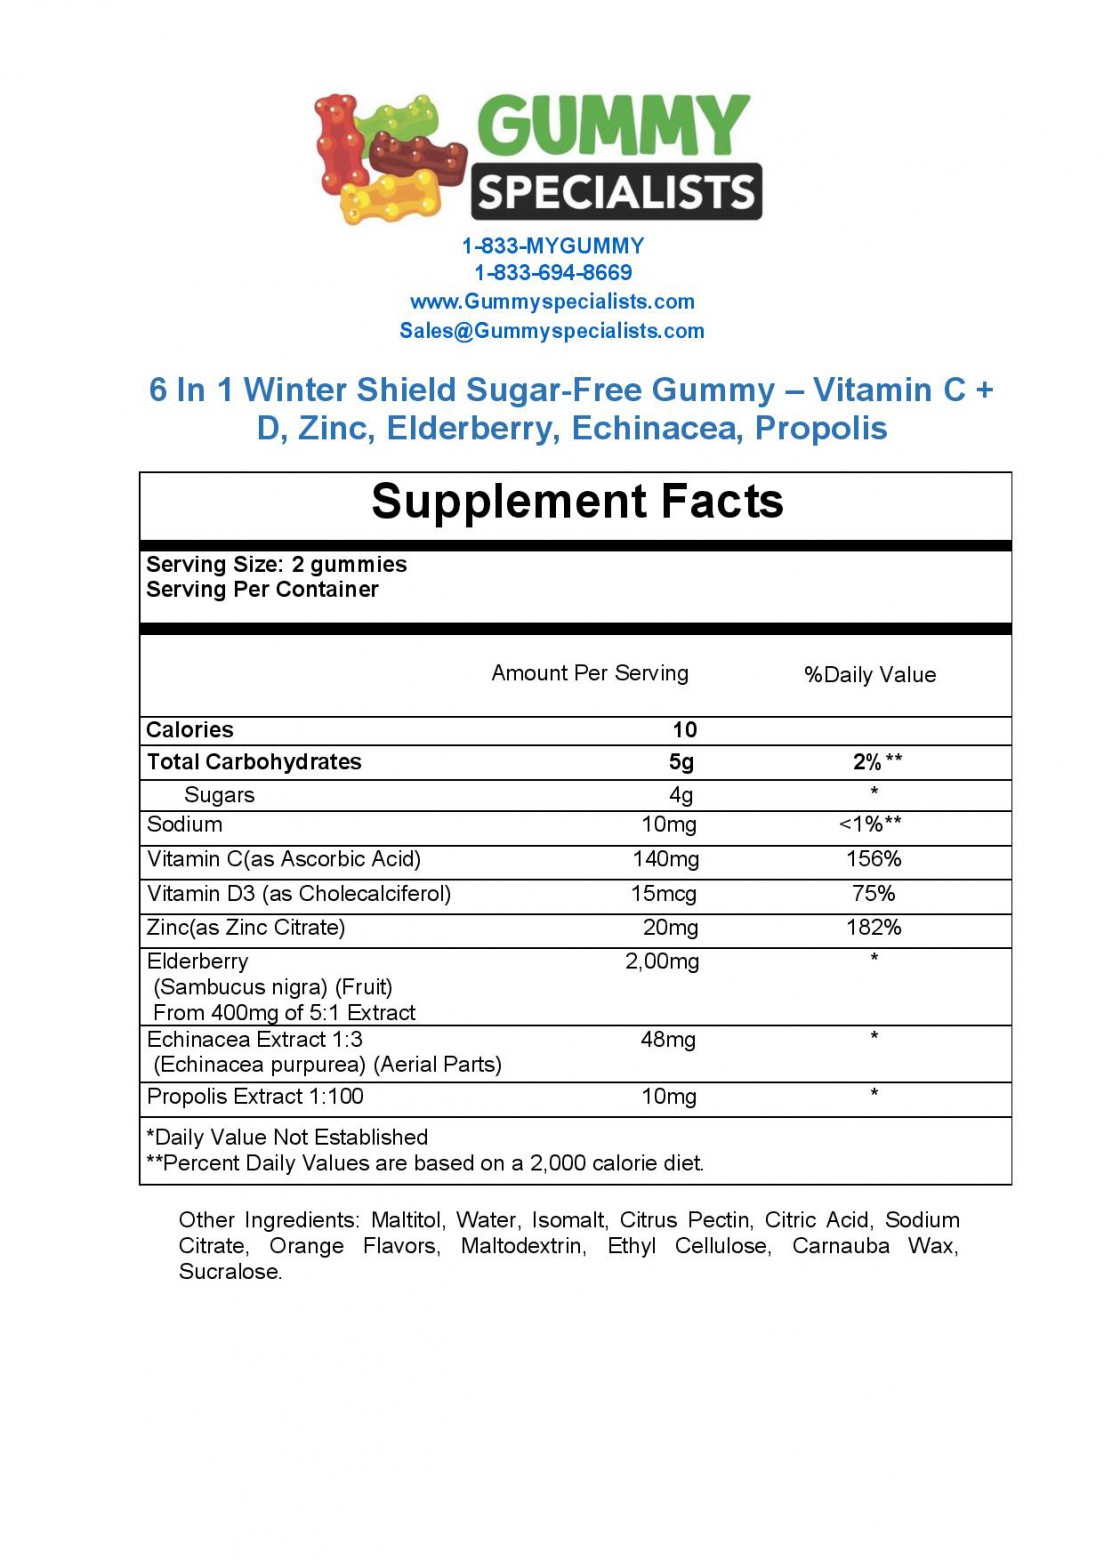 GUMMY
SPECIALISTS
1-833-MYGUMMY
1-833-694-8669
www.Gummyspecialists.com
Sales@Gummyspecialists.com
6 In 1 Winter Shield Sugar-Free Gummy – Vitamin C +
D, Zinc, Elderberry, Echinacea, Propolis
Supplement Facts
Serving Size: 2 gummies
Serving Per Container
Amount Per Serving %Daily Value
Calories 10
Total Carbohydrates 5g 2%**
Sugars 4g *
Sodium 10mg <1%**
Vitamin C(as Ascorbic Acid) 140mg 156%
Vitamin D3 (as Cholecalciferol) 15mcg 75%
Zinc(as Zinc Citrate) 20mg 182%
Elderberry 2,00mg *
(Sambucus nigra) (Fruit)
From 400mg of 5:1 Extract
Echinacea Extract 1:3 48mg *
(Echinacea purpurea) (Aerial Parts)
Propolis Extract 1:100 10mg *
*Daily Value Not Established
**Percent Daily Values are based on a 2,000 calorie diet.
Other Ingredients: Maltitol, Water, Isomalt, Citrus Pectin, Citric Acid, Sodium
Citrate, Orange Flavors, Maltodextrin, Ethyl Cellulose, Carnauba Wax,
Sucralose.